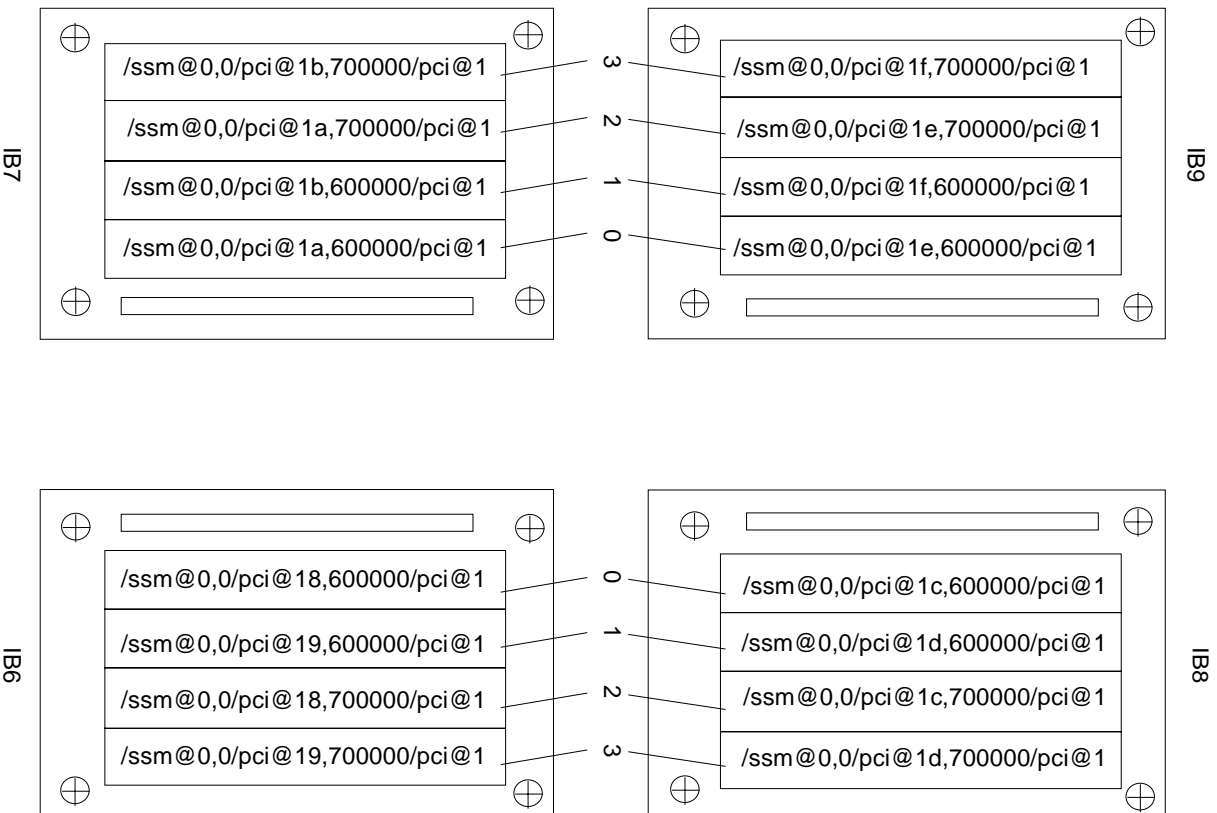 IB7
/ssm@0,0/pci@1b,700000/pci@1
/ssm@0,0/pci@1a,700000/pci@1
/ssm@0,0/pci@1b,600000/pci@1
/ssm@0,0/pci@1a,600000/pci@1
3
2
1
0
/ssm@0,0/pci@1f,700000/pci@1
/ssm@0,0/pci@1e,700000/pci@1
/ssm@0,0/pci@1f,600000/pci@1
/ssm@0,0/pci@1e,600000/pci@1
IB9
IB6
/ssm@0,0/pci@18,600000/pci@1
/ssm@0,0/pci@19,600000/pci@1
/ssm@0,0/pci@18,700000/pci@1
/ssm@0,0/pci@19,700000/pci@1
0
1
2
3
/ssm@0,0/pci@1c,600000/pci@1
/ssm@0,0/pci@1d,600000/pci@1
/ssm@0,0/pci@1c,700000/pci@1
/ssm@0,0/pci@1d,700000/pci@1
IB8